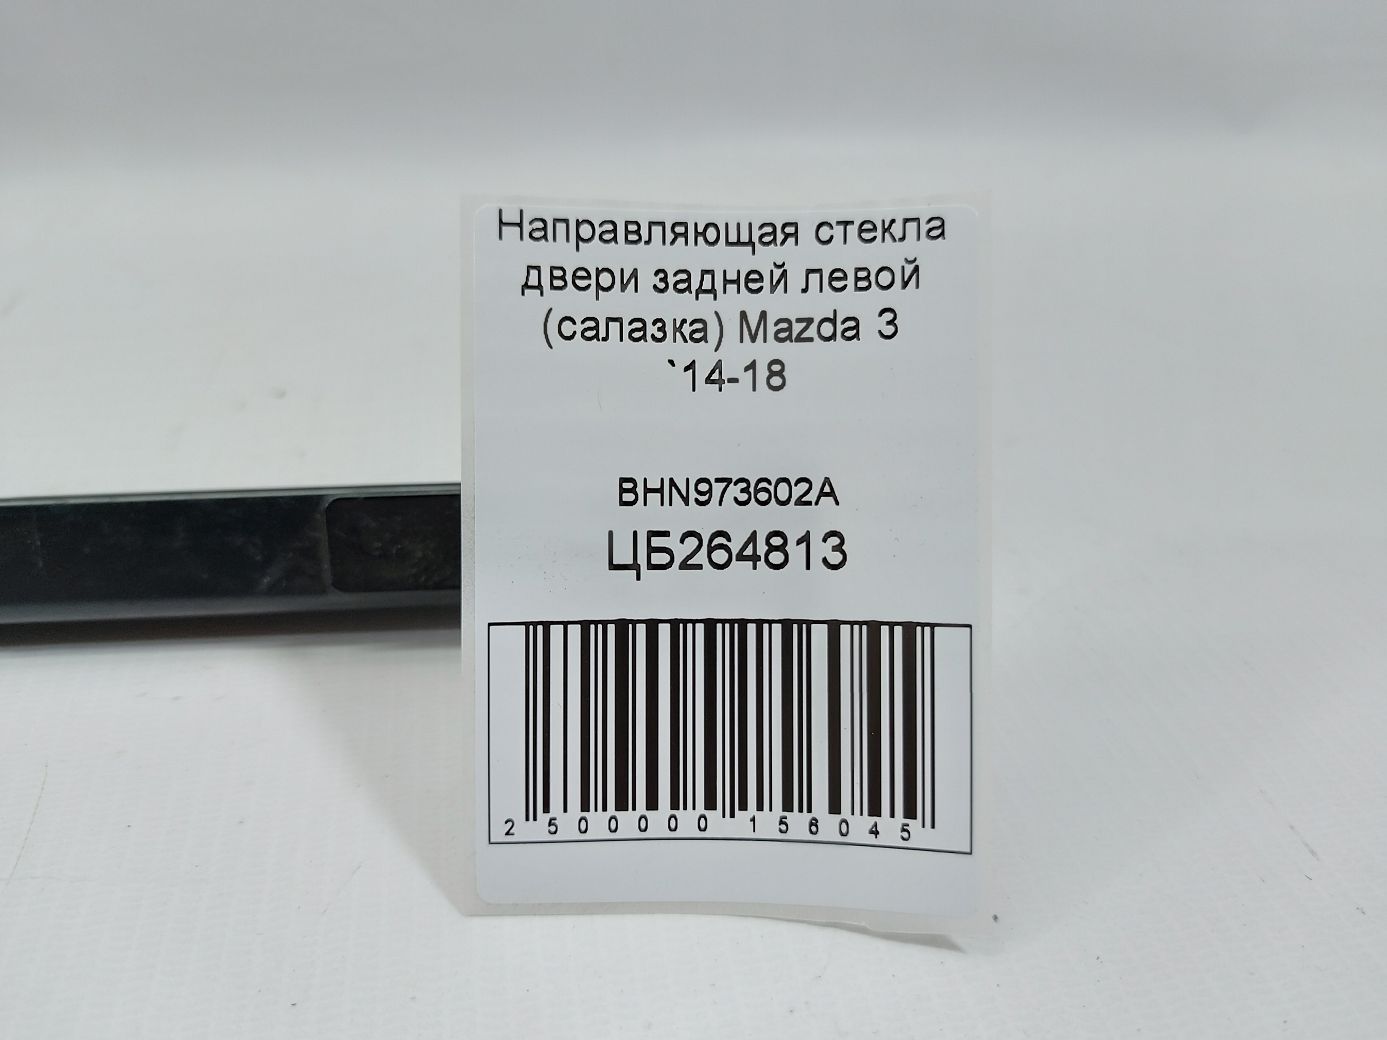 Направляющая стекла
двери задней левой
(салазка) Mazda 3
`14-18
BHN973602A
ЦБ264813
2 500000 156045